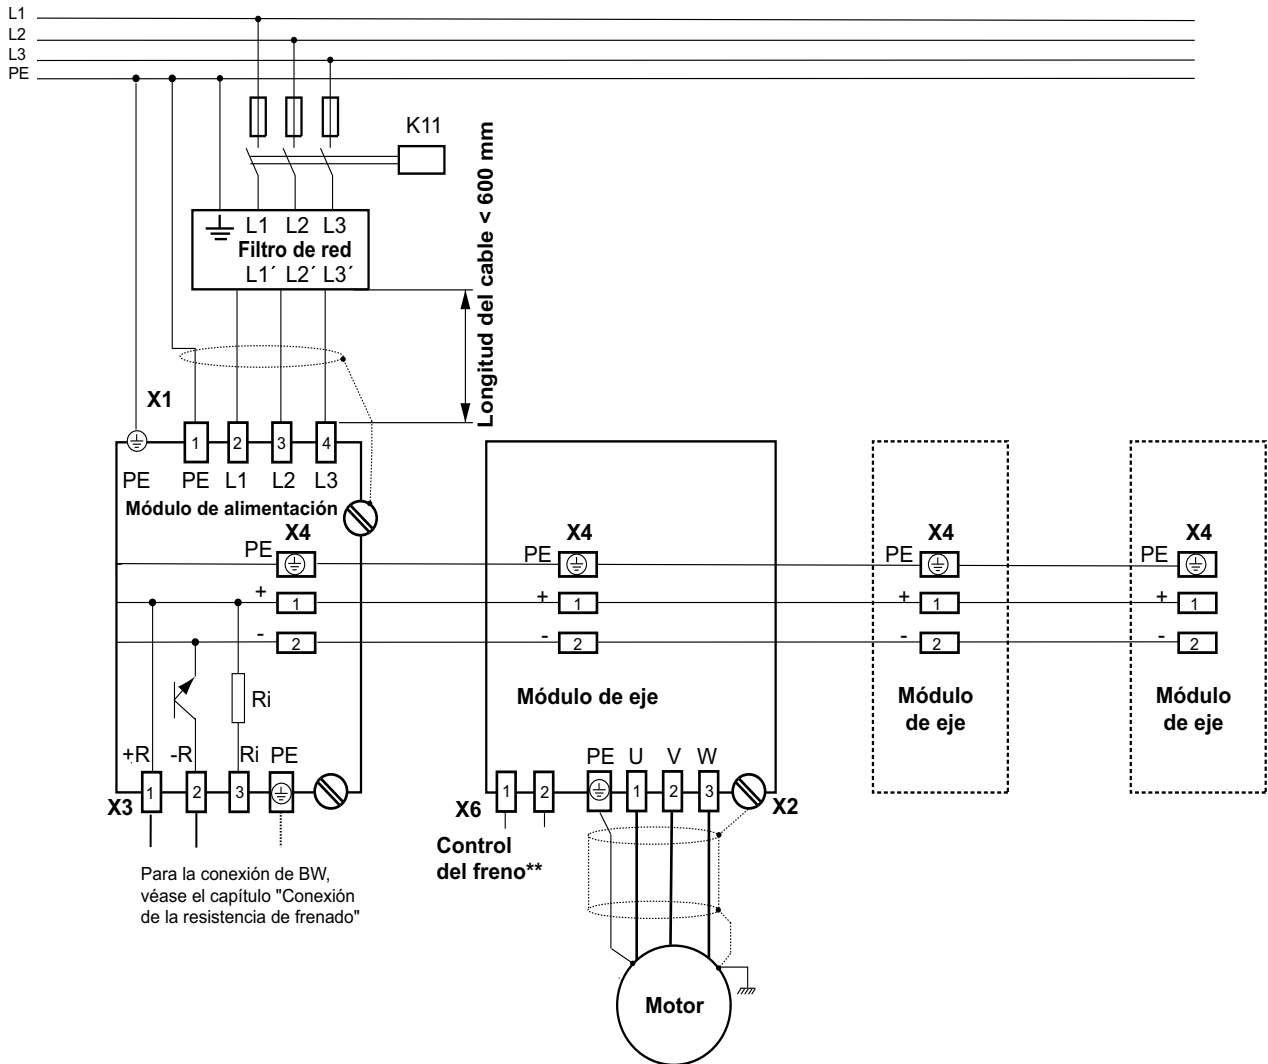 L1
L2
L3
PE
K11
Longitud del cable < 600 mm
L1 L2 L3
Filtro de red
L1´ L2´ L3´
X1
1 2 3 4
PE PE L1 L2 L3
Módulo de alimentación
X4
PE
+ 1
- 2
Ri
+R -R Ri PE
X3
1 2 3
Para la conexión de BW,
véase el capítulo "Conexión
de la resistencia de frenado"
X4
PE
+ 1
- 2
Módulo de eje
PE U V W
X6
1 2
1 2 3
X2
Control
del freno**
Motor
X4
PE
+ 1
- 2
Módulo
de eje
X4
PE
+ 1
- 2
Módulo
de eje